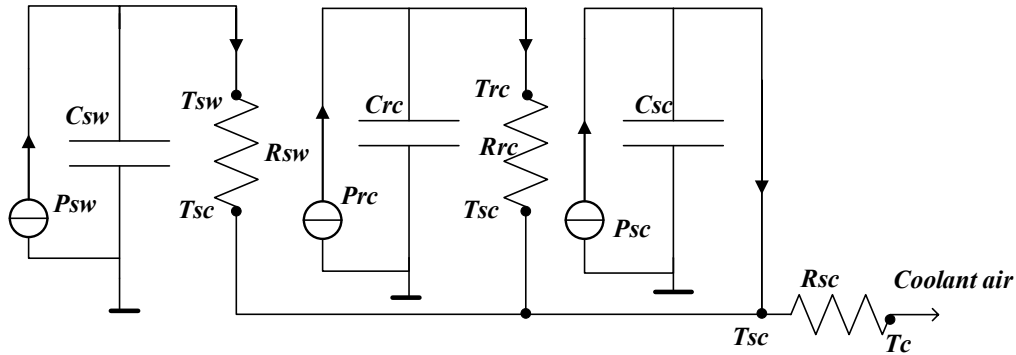 Csw
Psw
Tsw
Rsw
Tsc
Crc
Prc
Trc
Rrc
Tsc
Csc
Psc
Rsc
Coolant air
Tsc
Tc